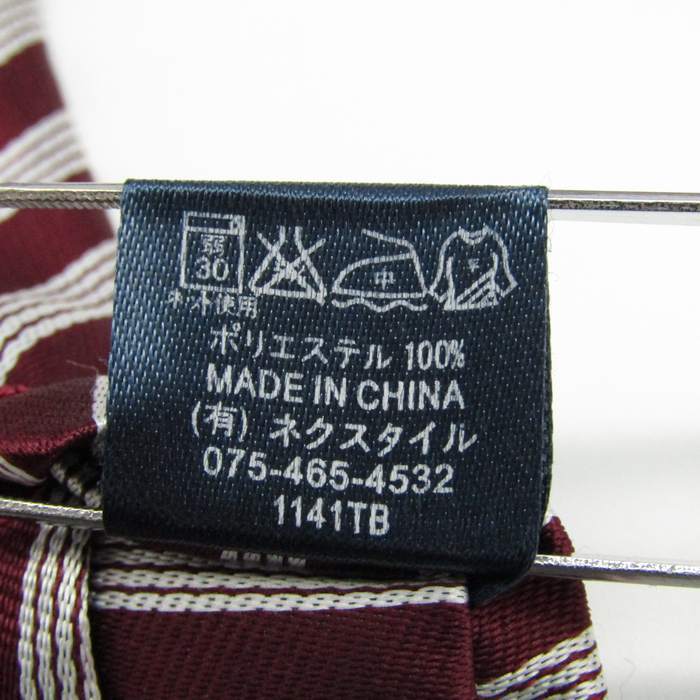 弱
30
中
ネット使用
ポリエステル 100%
MADE IN CHINA
(有) ネクスタイル
075-465-4532
1141TB